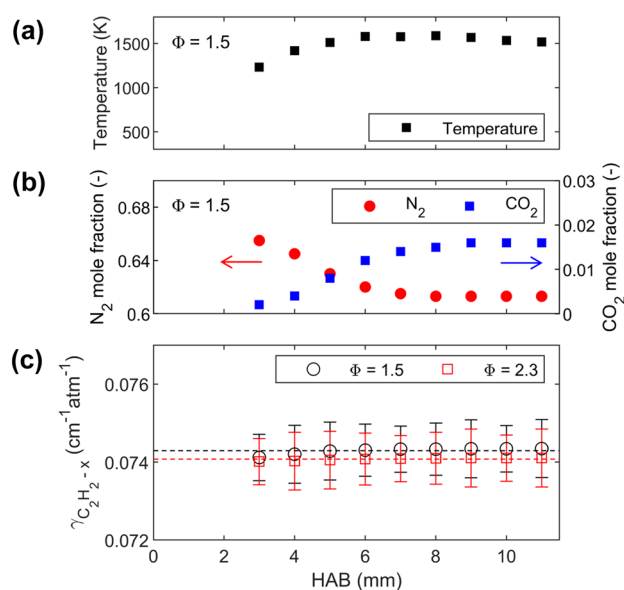 (a)
Temperature (K)
1500
1000
500
Φ = 1.5
Temperature
(b)
N₂ mole fraction (-)
0.68
0.64
0.6
Φ = 1.5
N₂ CO₂
0.03
0.02
0.01
0
CO₂ mole fraction (-)
(c)
γC₂H₂-x (cm⁻¹atm⁻¹)
0.076
0.074
0.072
Φ = 1.5 Φ = 2.3
0 2 4 6 8 10
HAB (mm)